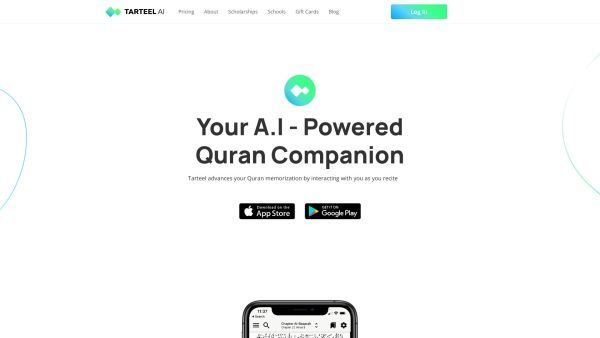 TARTEEL AI
Pricing About Scholarships Schools Gift Cards Blog
Log In
Your A.I - Powered
Quran Companion
Tarteel advances your Quran memorization by interacting with you as you recite
Download on the
App Store
GET IT ON
Google Play
11:37
Search
Chapter Al-Baqarah